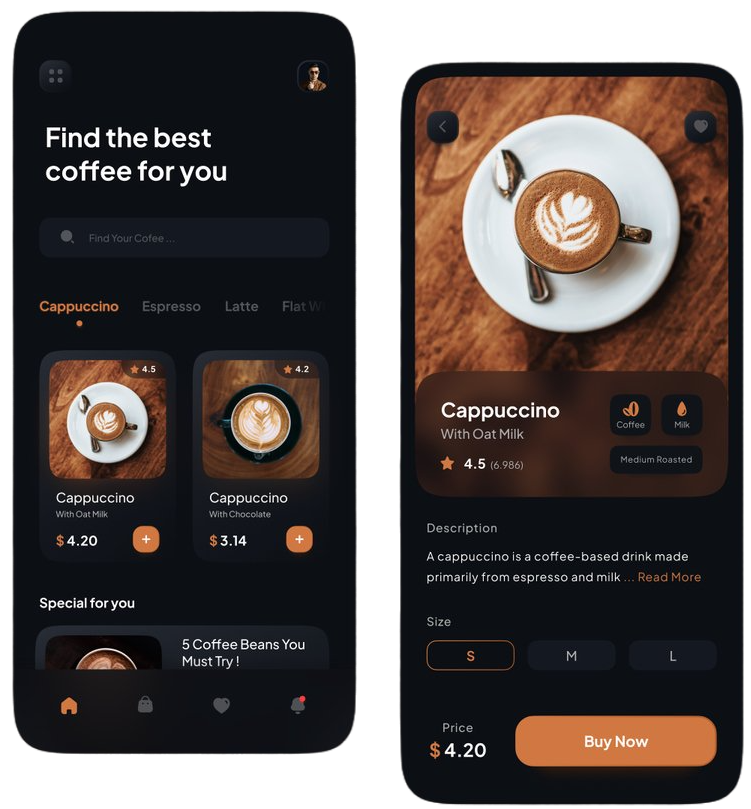 Find the best
coffee for you
Find Your Cofee ...
Cappuccino Espresso Latte Flat
4.5
4.2
Cappuccino
With Oat Milk
$ 4.20
+
Cappuccino
With Chocolate
$ 3.14
+
Special for you
5 Coffee Beans You
Must Try !
Cappuccino
With Oat Milk
4.5 (6.986)
Coffee
Milk
Medium Roasted
Description
A cappuccino is a coffee-based drink made
primarily from espresso and milk ... Read More
Size
S M L
Price
$ 4.20
Buy Now